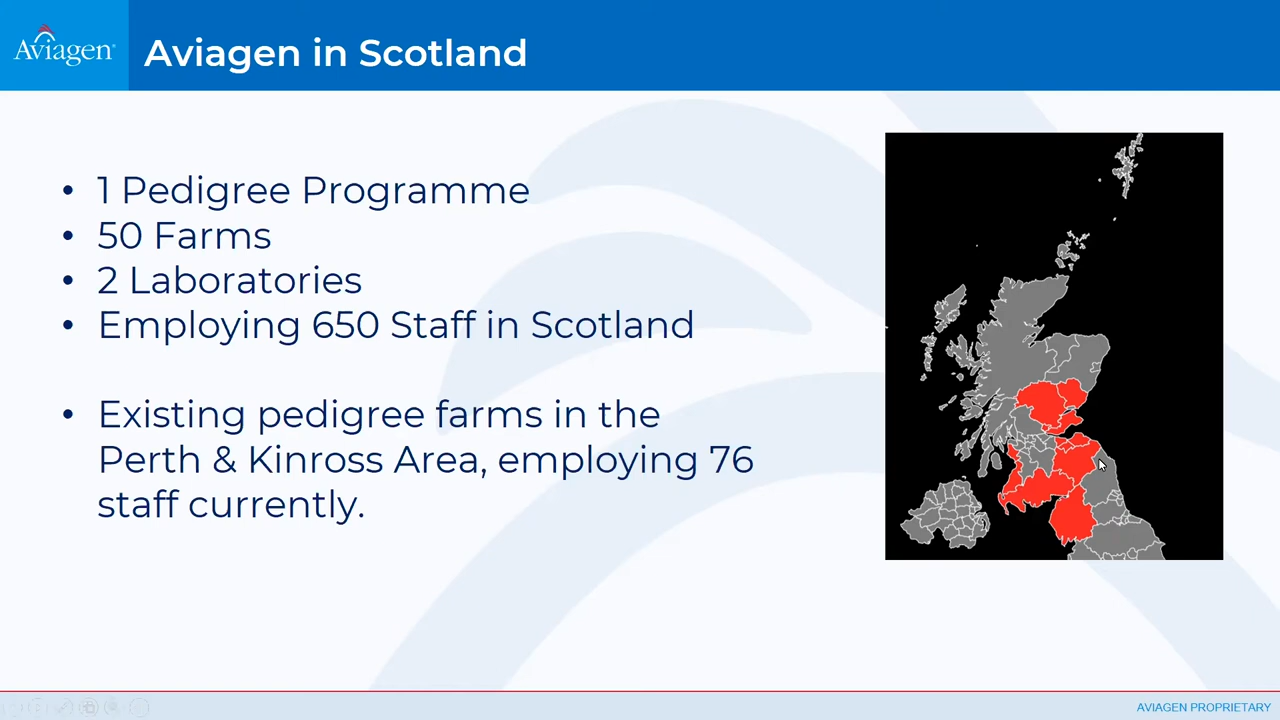 Aviagen®
Aviagen in Scotland
• 1 Pedigree Programme
• 50 Farms
• 2 Laboratories
• Employing 650 Staff in Scotland
• Existing pedigree farms in the
Perth & Kinross Area, employing 76
staff currently.
AVIAGEN PROPRIETARY